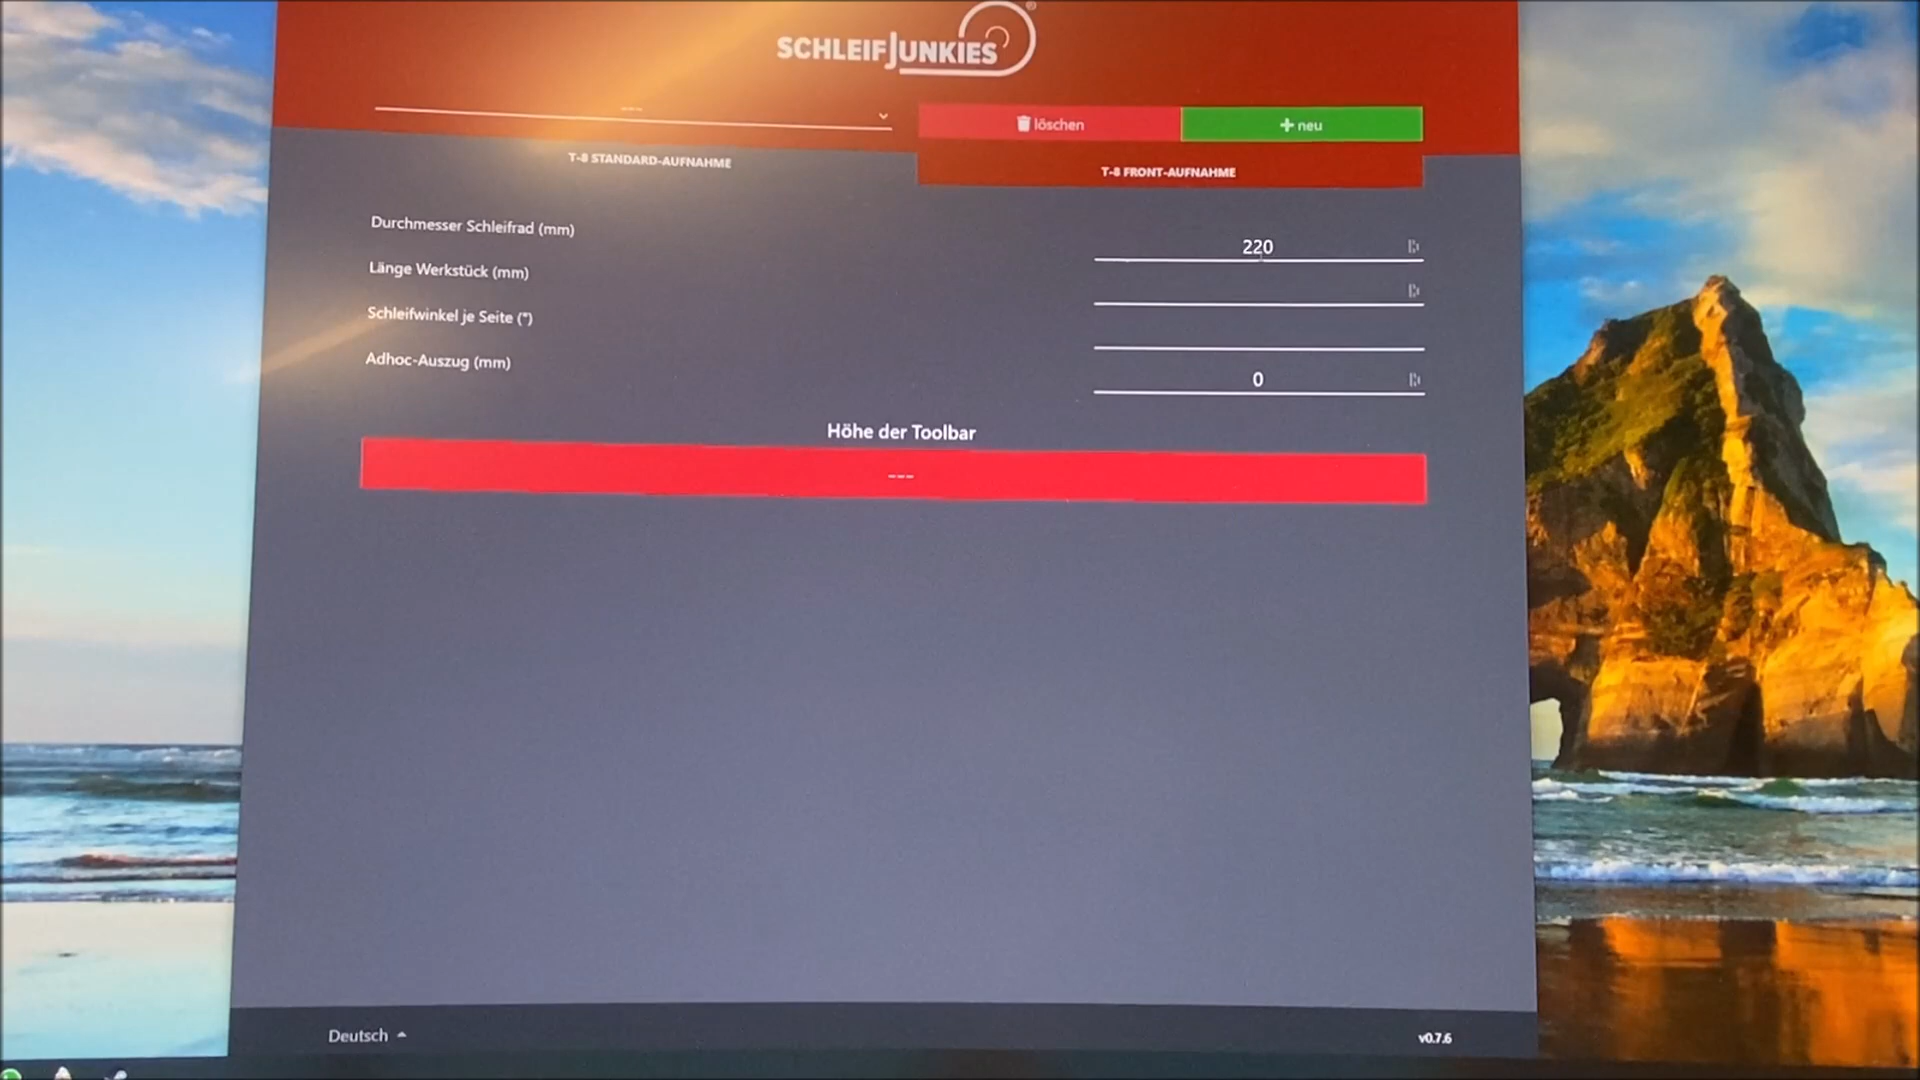 SCHLEIFJUNKIES®
---
löschen
neu
T-8 STANDARD-AUFNAHME
T-8 FRONT-AUFNAHME
Durchmesser Schleifrad (mm)
220
Länge Werkstück (mm)
Schleifwinkel je Seite (°)
Adhoc-Auszug (mm)
0
Höhe der Toolbar
---
Deutsch
v0.7.6